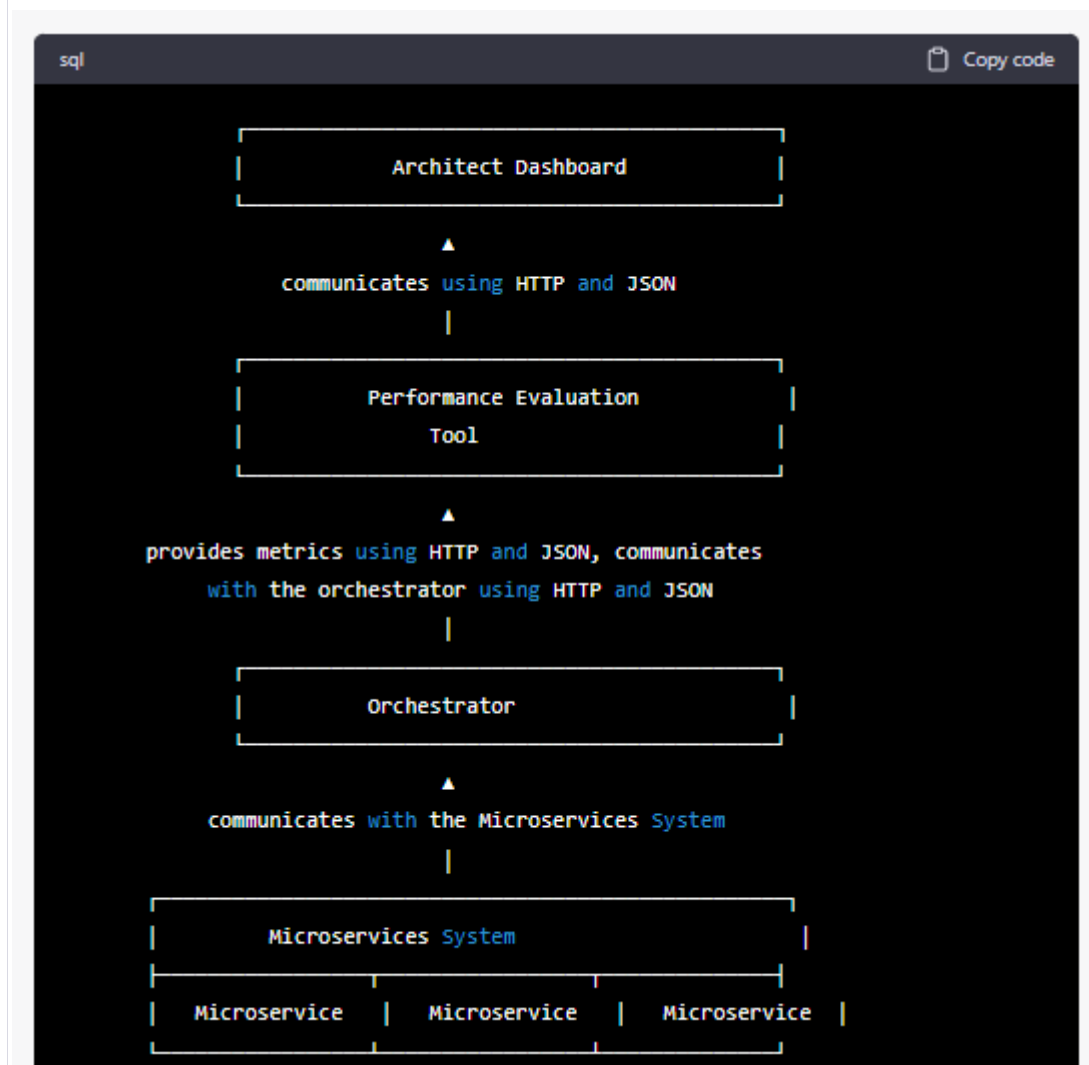 sql
Copy code
Architect Dashboard
communicates using HTTP and JSON
Performance Evaluation
Tool
provides metrics using HTTP and JSON, communicates
with the orchestrator using HTTP and JSON
Orchestrator
communicates with the Microservices System
Microservices System
Microservice Microservice Microservice